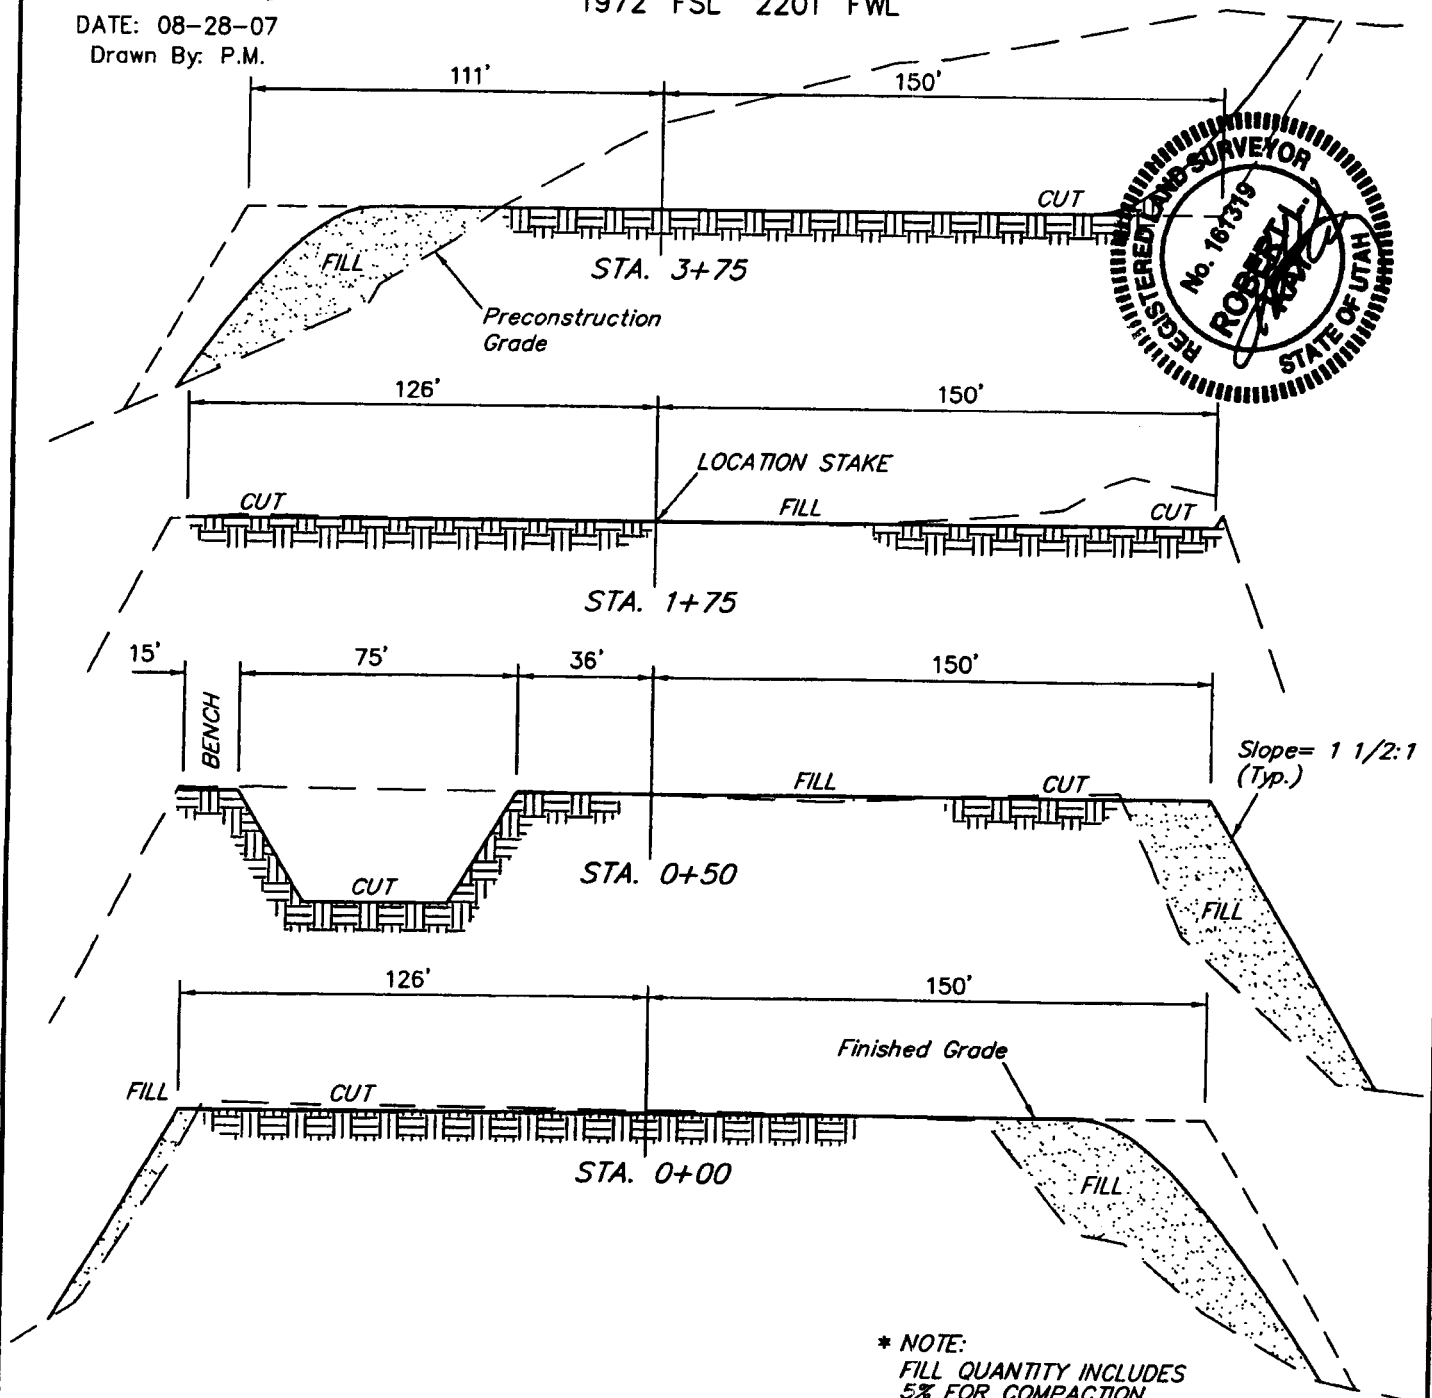 1972' FSL 2201' FWL
DATE: 08-28-07
Drawn By: P.M.
111'
150'
CUT
FILL
STA. 3+75
Preconstruction
Grade
REGISTERED LAND SURVEYOR
No. 161319
ROBERT L.
STATE OF UTAH
126'
150'
LOCATION STAKE
CUT
FILL
CUT
STA. 1+75
15'
75'
36'
150'
BENCH
Slope= 1 1/2:1
(Typ.)
FILL
CUT
CUT
STA. 0+50
FILL
126'
150'
Finished Grade
FILL
CUT
STA. 0+00
FILL
* NOTE:
FILL QUANTITY INCLUDES
5% FOR COMPACTION